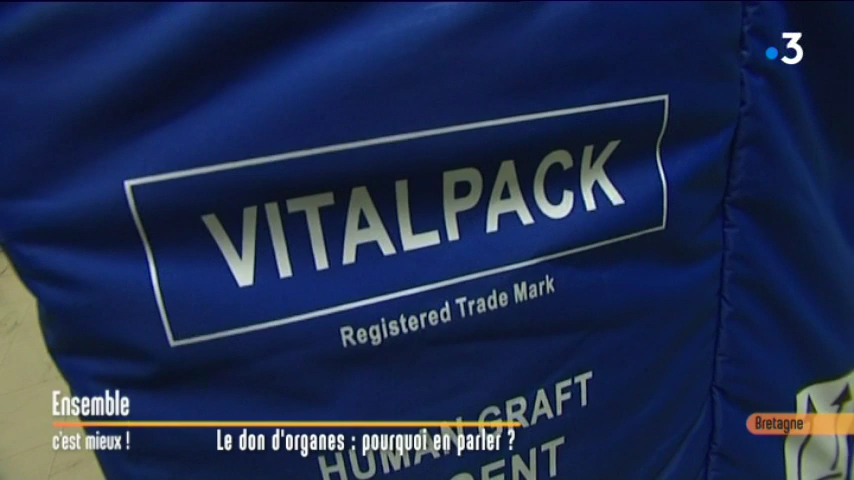 3
VITALPACK
Registered Trade Mark
HUMAN GRAFT
Ensemble
c'est mieux !
Le don d'organes : pourquoi en parler ?
Bretagne